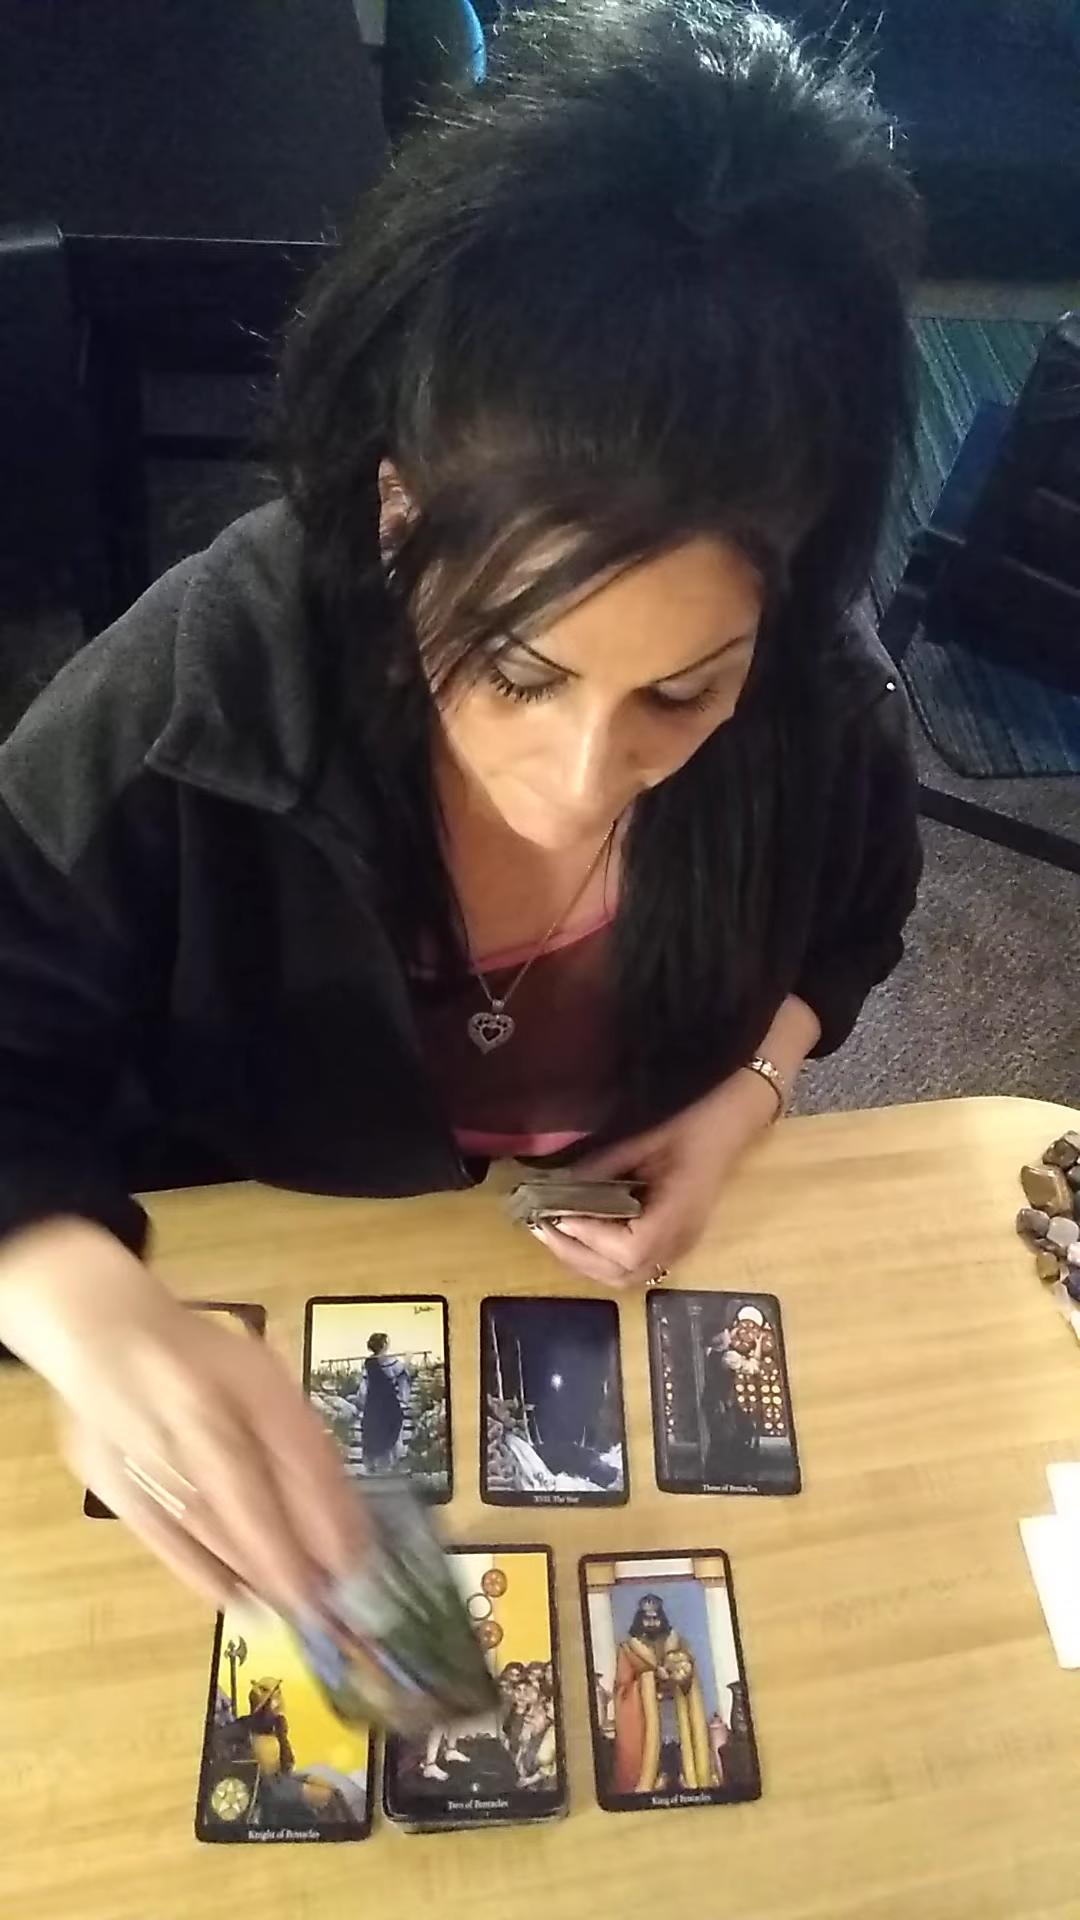 XVII. The Star
Three of Pentacles
Knight of Pentacles
Two of Pentacles
King of Pentacles